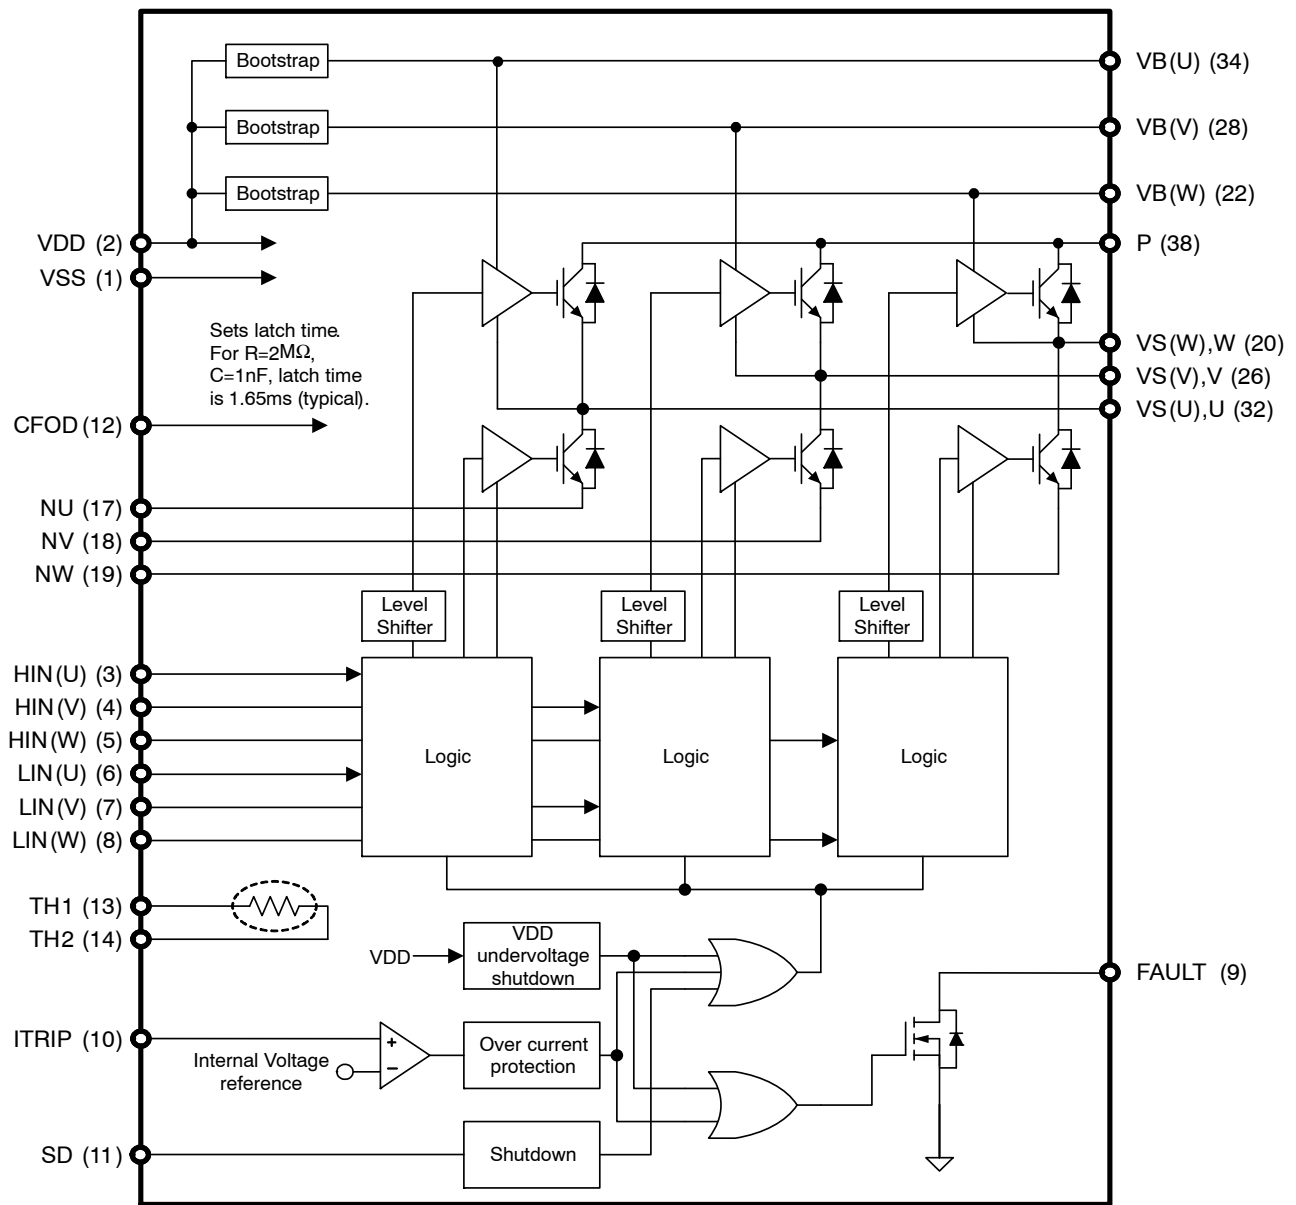 Bootstrap
VB(U) (34)
Bootstrap
VB(V) (28)
Bootstrap
VB(W) (22)
VDD (2)
P (38)
VSS (1)
Sets latch time.
For R=2MΩ,
C=1nF, latch time
is 1.65ms (typical).
VS(W),W (20)
VS(V),V (26)
VS(U),U (32)
CFOD (12)
NU (17)
NV (18)
NW (19)
Level
Shifter
Level
Shifter
Level
Shifter
HIN(U) (3)
HIN(V) (4)
HIN(W) (5)
LIN(U) (6)
LIN(V) (7)
LIN(W) (8)
Logic
Logic
Logic
TH1 (13)
TH2 (14)
VDD
VDD
undervoltage
shutdown
FAULT (9)
ITRIP (10)
+
−
Internal Voltage
reference
Over current
protection
SD (11)
Shutdown